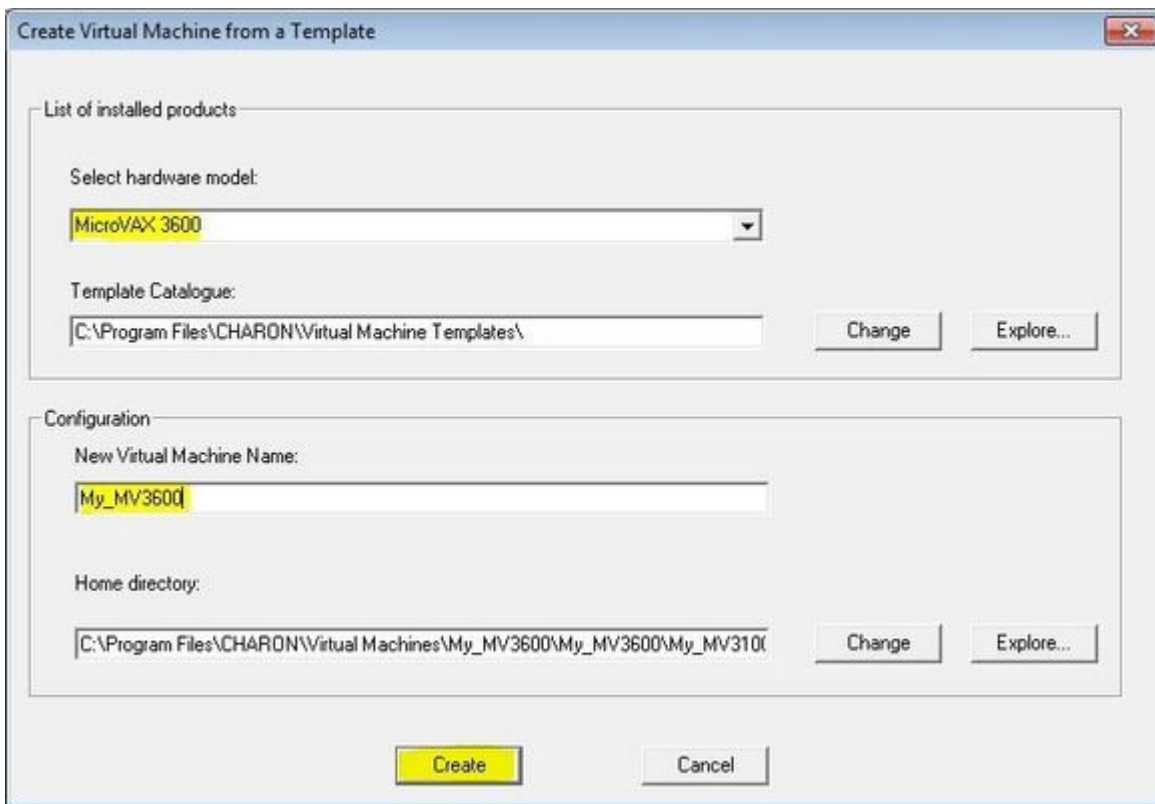 Create Virtual Machine from a Template
List of installed products
Select hardware model:
MicroVAX 3600
Template Catalogue:
C:\Program Files\CHARON\Virtual Machine Templates\
Change
Explore...
Configuration
New Virtual Machine Name:
My_MV3600
Home directory:
C:\Program Files\CHARON\Virtual Machines\My_MV3600\My_MV3600\My_MV310(
Change
Explore...
Create
Cancel